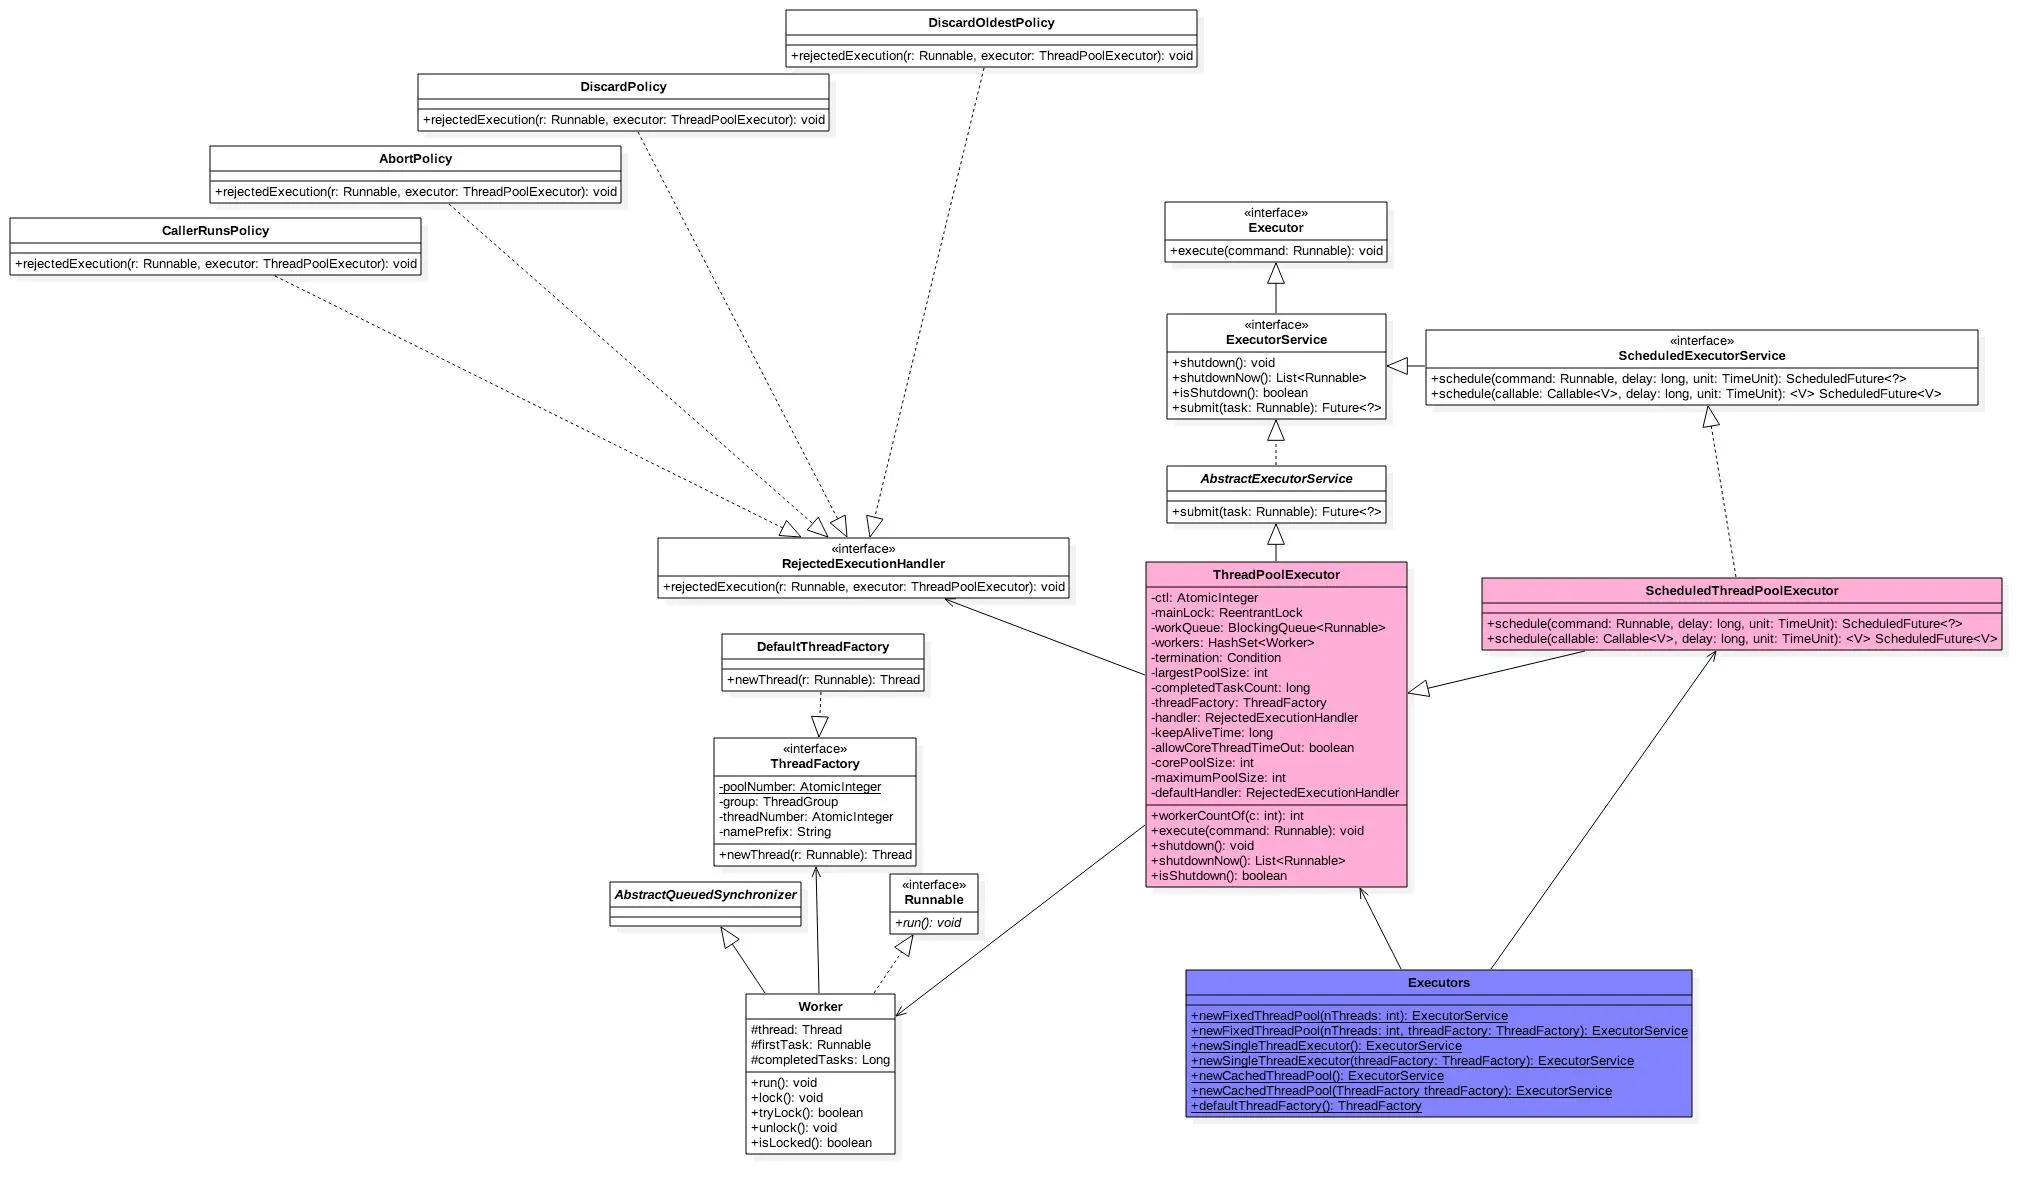 DiscardOldestPolicy
+rejectedExecution(r: Runnable, executor: ThreadPoolExecutor): void
DiscardPolicy
+rejectedExecution(r: Runnable, executor: ThreadPoolExecutor): void
AbortPolicy
+rejectedExecution(r: Runnable, executor: ThreadPoolExecutor): void
CallerRunsPolicy
+rejectedExecution(r: Runnable, executor: ThreadPoolExecutor): void
«interface»
Executor
+execute(command: Runnable): void
«interface»
ExecutorService
+shutdown(): void
+shutdownNow(): List<Runnable>
+isShutdown(): boolean
+submit(task: Runnable): Future<?>
«interface»
ScheduledExecutorService
+schedule(command: Runnable, delay: long, unit: TimeUnit): ScheduledFuture<?>
+schedule(callable: Callable<V>, delay: long, unit: TimeUnit): <V> ScheduledFuture<V>
AbstractExecutorService
+submit(task: Runnable): Future<?>
«interface»
RejectedExecutionHandler
+rejectedExecution(r: Runnable, executor: ThreadPoolExecutor): void
ThreadPoolExecutor
-ctl: AtomicInteger
-mainLock: ReentrantLock
-workQueue: BlockingQueue<Runnable>
-workers: HashSet<Worker>
-termination: Condition
-largestPoolSize: int
-completedTaskCount: long
-threadFactory: ThreadFactory
-handler: RejectedExecutionHandler
-keepAliveTime: long
-allowCoreThreadTimeOut: boolean
-corePoolSize: int
-maximumPoolSize: int
-defaultHandler: RejectedExecutionHandler
+workerCountOf(c: int): int
+execute(command: Runnable): void
+shutdown(): void
+shutdownNow(): List<Runnable>
+isShutdown(): boolean
ScheduledThreadPoolExecutor
+schedule(command: Runnable, delay: long, unit: TimeUnit): ScheduledFuture<?>
+schedule(callable: Callable<V>, delay: long, unit: TimeUnit): <V> ScheduledFuture<V>
DefaultThreadFactory
+newThread(r: Runnable): Thread
«interface»
ThreadFactory
-poolNumber: AtomicInteger
-group: ThreadGroup
-threadNumber: AtomicInteger
-namePrefix: String
+newThread(r: Runnable): Thread
AbstractQueuedSynchronizer
«interface»
Runnable
+run(): void
Worker
#thread: Thread
#firstTask: Runnable
#completedTasks: Long
+run(): void
+lock(): void
+tryLock(): boolean
+unlock(): void
+isLocked(): boolean
Executors
+newFixedThreadPool(nThreads: int): ExecutorService
+newFixedThreadPool(nThreads: int, threadFactory: ThreadFactory): ExecutorService
+newSingleThreadExecutor(): ExecutorService
+newSingleThreadExecutor(threadFactory: ThreadFactory): ExecutorService
+newCachedThreadPool(): ExecutorService
+newCachedThreadPool(ThreadFactory threadFactory): ExecutorService
+defaultThreadFactory(): ThreadFactory